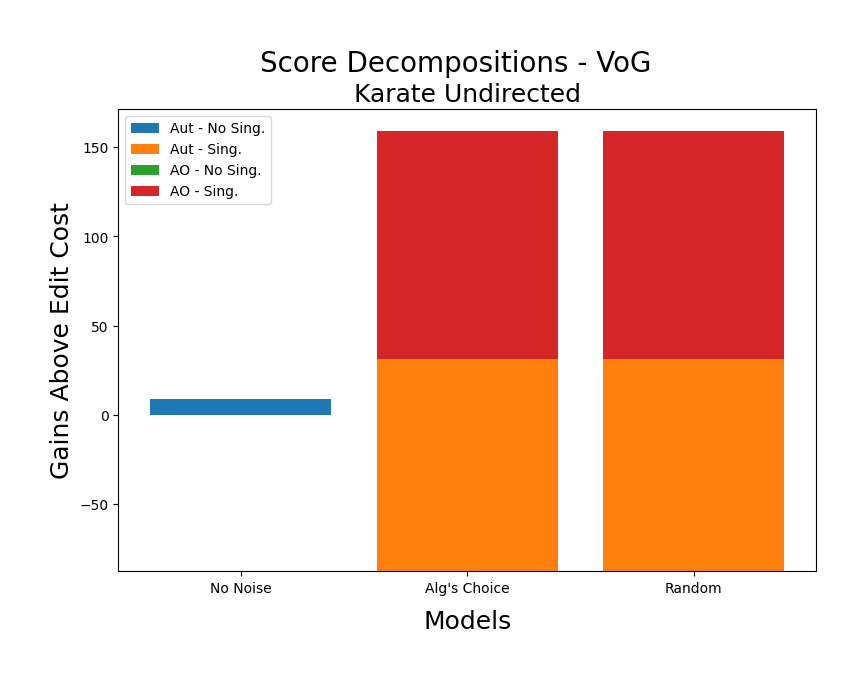 Score Decompositions - VoG
Karate Undirected
Aut - No Sing.
Aut - Sing.
AO - No Sing.
AO - Sing.
Gains Above Edit Cost
150
100
50
0
−50
No Noise
Alg's Choice
Random
Models